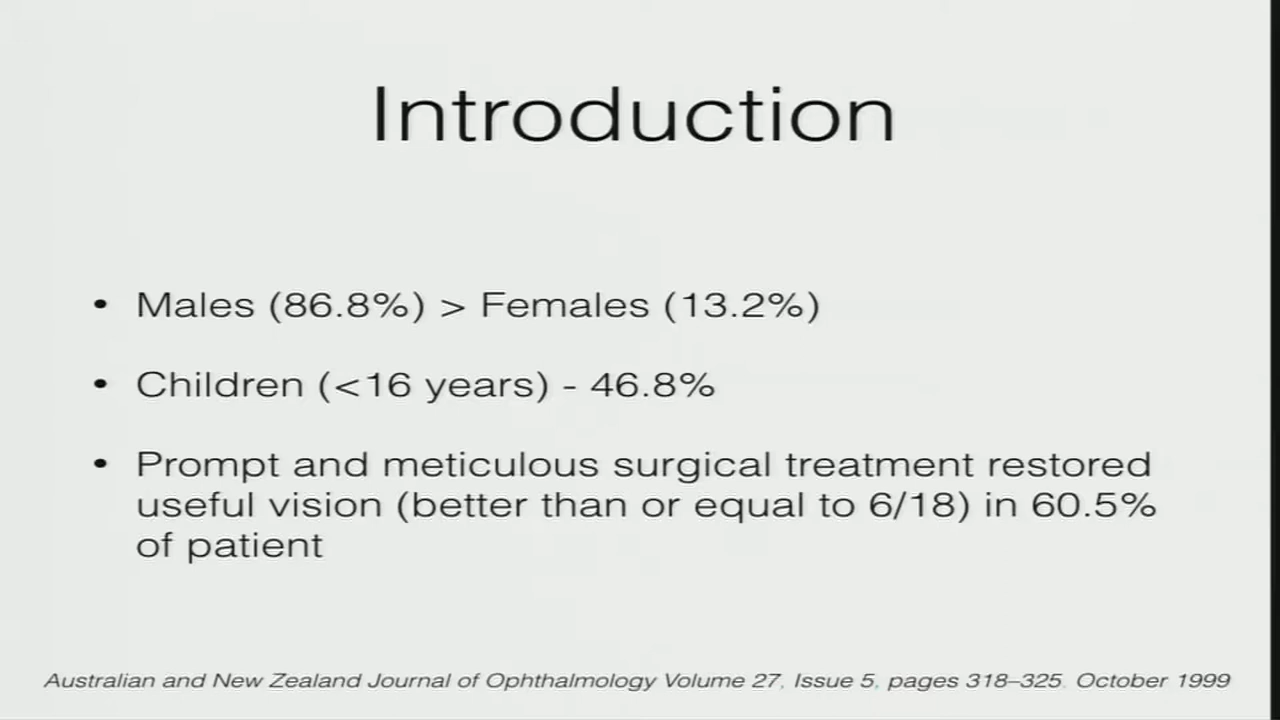 Introduction
• Males (86.8%) > Females (13.2%)
• Children (<16 years) - 46.8%
• Prompt and meticulous surgical treatment restored
useful vision (better than or equal to 6/18) in 60.5%
of patient
Australian and New Zealand Journal of Ophthalmology Volume 27, Issue 5, pages 318–325, October 1999